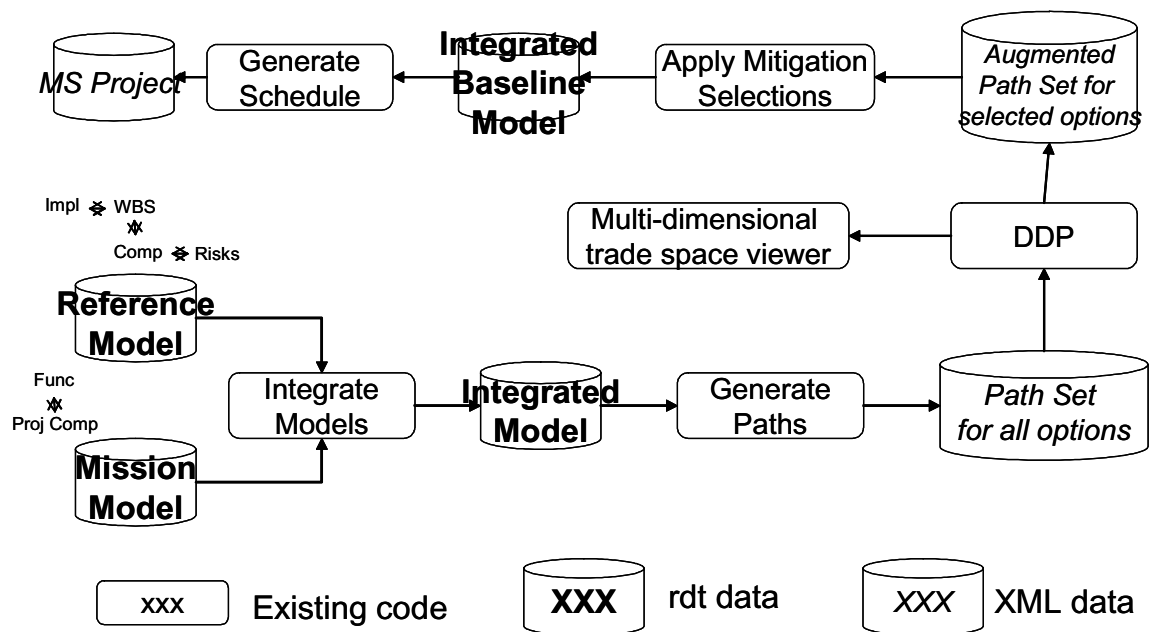 MS Project
Generate
Schedule
Integrated
Baseline
Model
Apply Mitigation
Selections
Augmented
Path Set for
selected options
Impl WBS
Comp Risks
Multi-dimensional
trade space viewer
DDP
Reference
Model
Func
Proj Comp
Integrate
Models
Integrated
Model
Generate
Paths
Path Set
for all options
Mission
Model
xxx
Existing code
XXX
rdt data
XXX
XML data